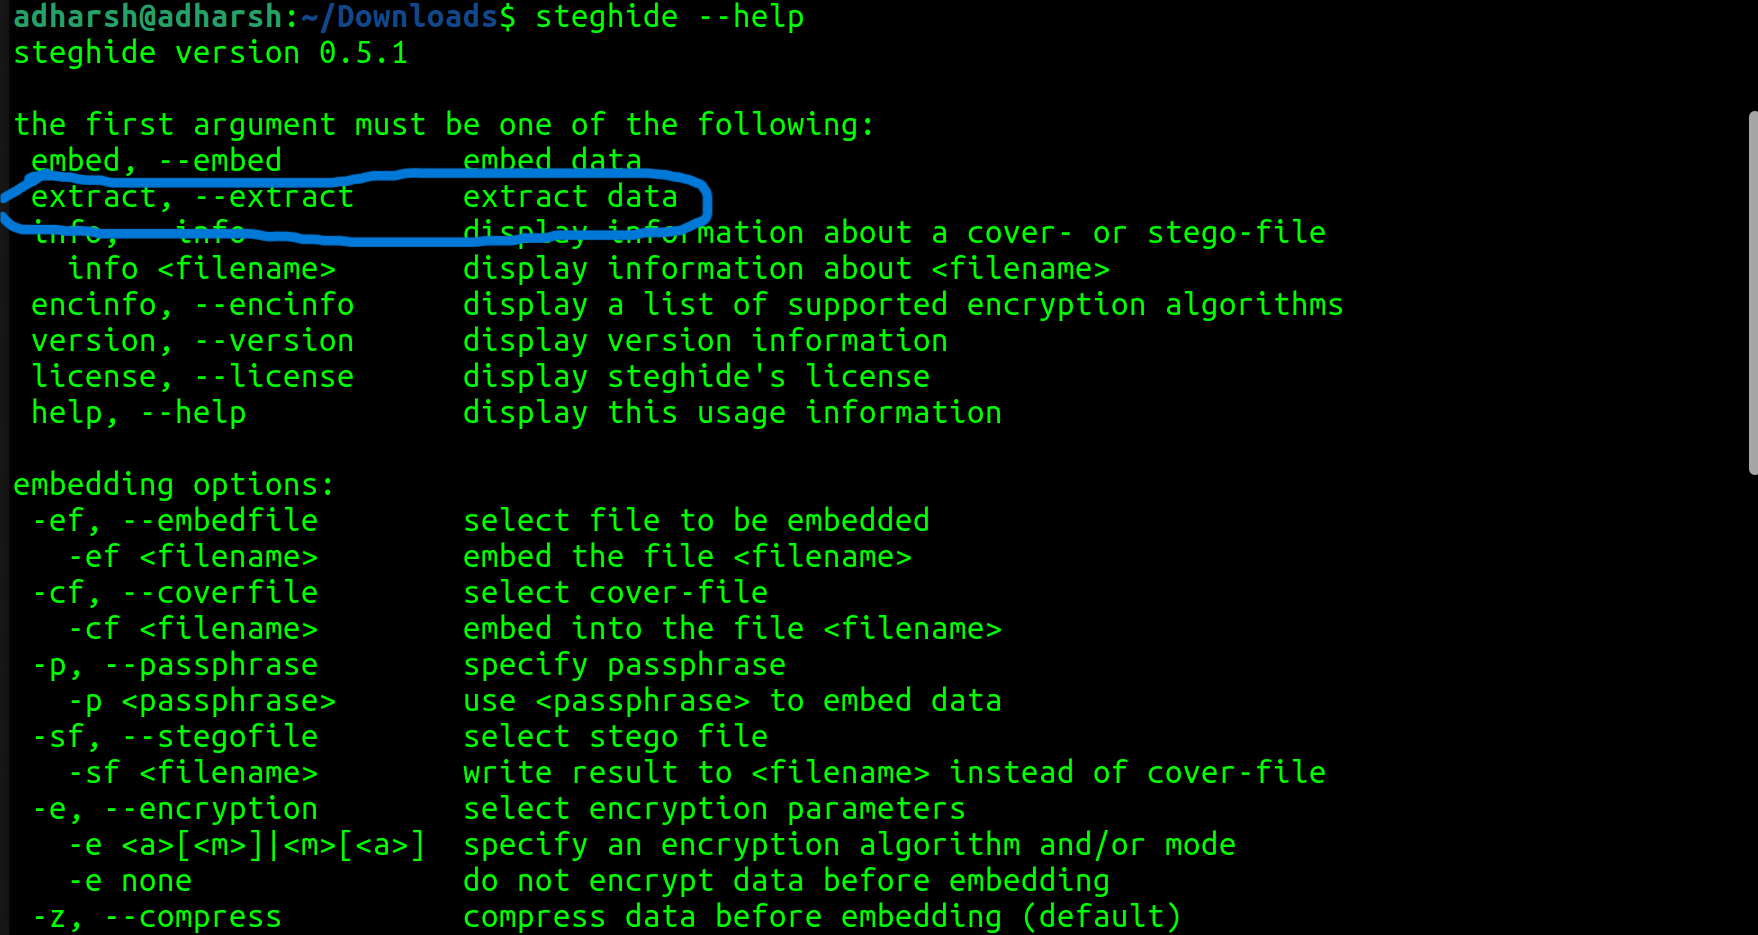 adharsh@adharsh:~/Downloads$ steghide --help
steghide version 0.5.1
the first argument must be one of the following:
embed, --embed embed data
extract, --extract extract data
info, --info display information about a cover- or stego-file
info <filename> display information about <filename>
encinfo, --encinfo display a list of supported encryption algorithms
version, --version display version information
license, --license display steghide's license
help, --help display this usage information
embedding options:
-ef, --embedfile select file to be embedded
-ef <filename> embed the file <filename>
-cf, --coverfile select cover-file
-cf <filename> embed into the file <filename>
-p, --passphrase specify passphrase
-p <passphrase> use <passphrase> to embed data
-sf, --stegofile select stego file
-sf <filename> write result to <filename> instead of cover-file
-e, --encryption select encryption parameters
-e <a>[<m>]|<m>[<a>] specify an encryption algorithm and/or mode
-e none do not encrypt data before embedding
-z, --compress compress data before embedding (default)